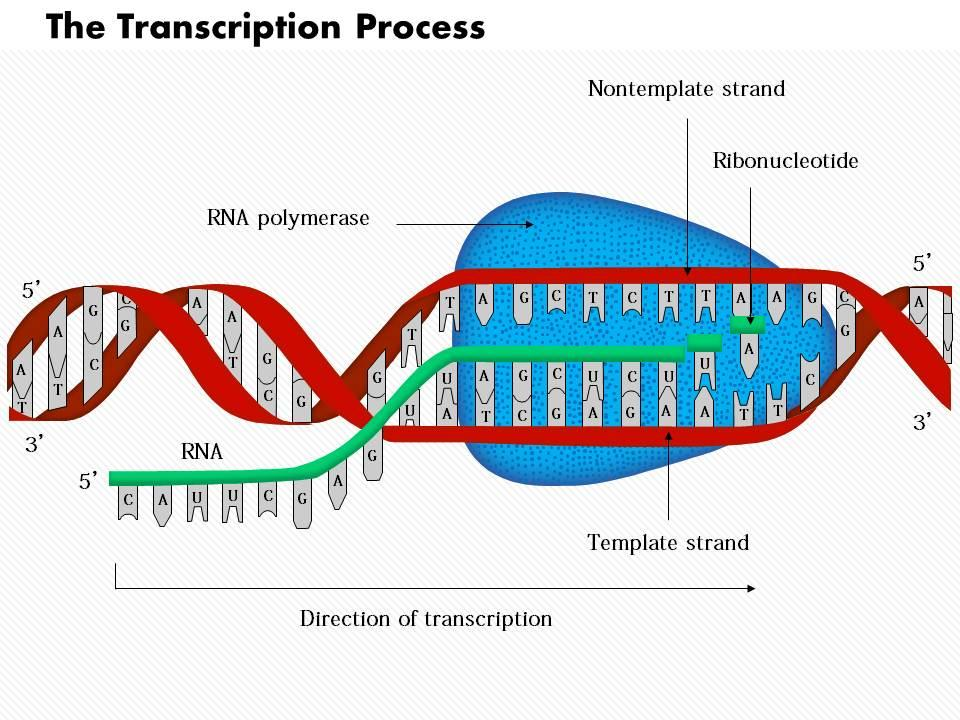 The Transcription Process
Nontemplate strand
Ribonucleotide
RNA polymerase
5’
5’
A G C A T A G C T C T T A A G C A
A A T G
T T G G
A T C G C G
U U A G C U C U U A C
T A T C G A G A A T T
3’
3’
RNA
5’
C A U U C G A G
Template strand
Direction of transcription